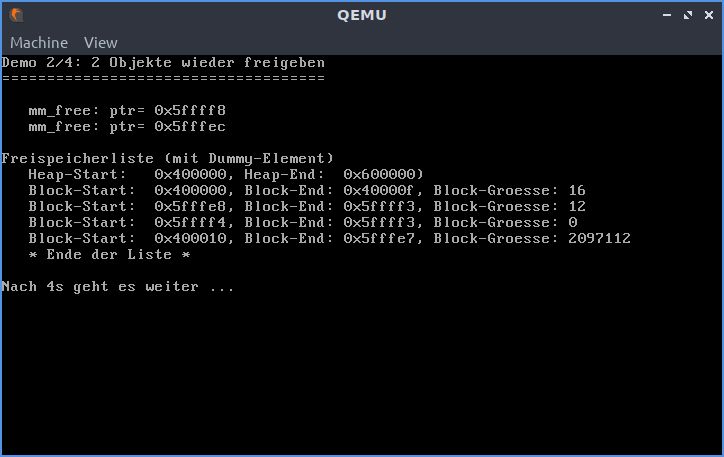 QEMU
Machine View
Demo 2/4: 2 Objekte wieder freigeben
====================================
mm_free: ptr= 0x5ffff8
mm_free: ptr= 0x5fffec
Freispeicherliste (mit Dummy-Element)
Heap-Start: 0x400000, Heap-End: 0x600000)
Block-Start: 0x400000, Block-End: 0x40000f, Block-Groesse: 16
Block-Start: 0x5fffe8, Block-End: 0x5ffff3, Block-Groesse: 12
Block-Start: 0x5ffff4, Block-End: 0x5ffff3, Block-Groesse: 0
Block-Start: 0x400010, Block-End: 0x5fffe7, Block-Groesse: 2097112
* Ende der Liste *
Nach 4s geht es weiter ...